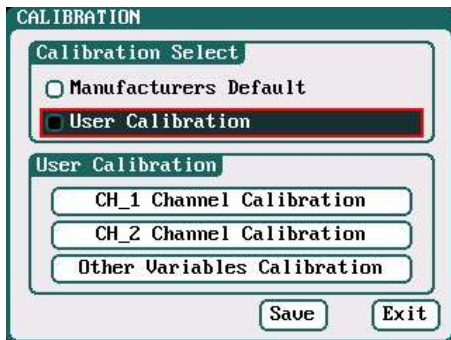 CALIBRATION
Calibration Select
Manufacturers Default
User Calibration
User Calibration
CH_1 Channel Calibration
CH_2 Channel Calibration
Other Variables Calibration
Save Exit